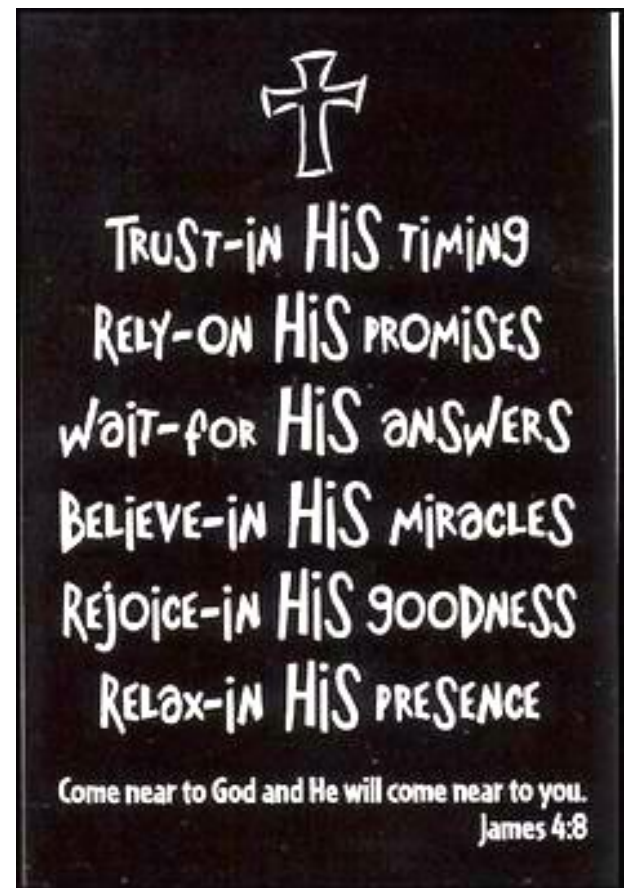 Trust-in His timing
Rely-on His promises
Wait-for His answers
Believe-in His miracles
Rejoice-in His goodness
Relax-in His presence
Come near to God and He will come near to you.
James 4:8